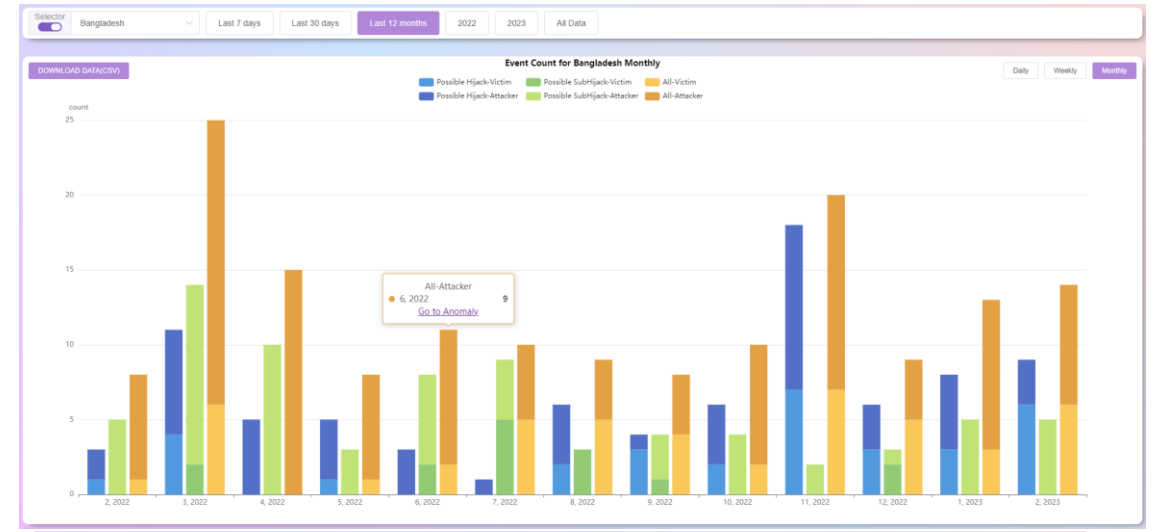 Selector
Bangladesh
Last 7 days
Last 30 days
Last 12 months
2022
2023
All Data
DOWNLOAD DATA(CSV)
Event Count for Bangladesh Monthly
Daily
Weekly
Monthly
Possible Hijack-Victim
Possible SubHijack-Victim
All-Victim
Possible Hijack-Attacker
Possible SubHijack-Attacker
All-Attacker
count
25
20
15
10
5
0
All-Attacker
6, 2022 9
Go to Anomaly
2, 2022
3, 2022
4, 2022
5, 2022
6, 2022
7, 2022
8, 2022
9, 2022
10, 2022
11, 2022
12, 2022
1, 2023
2, 2023